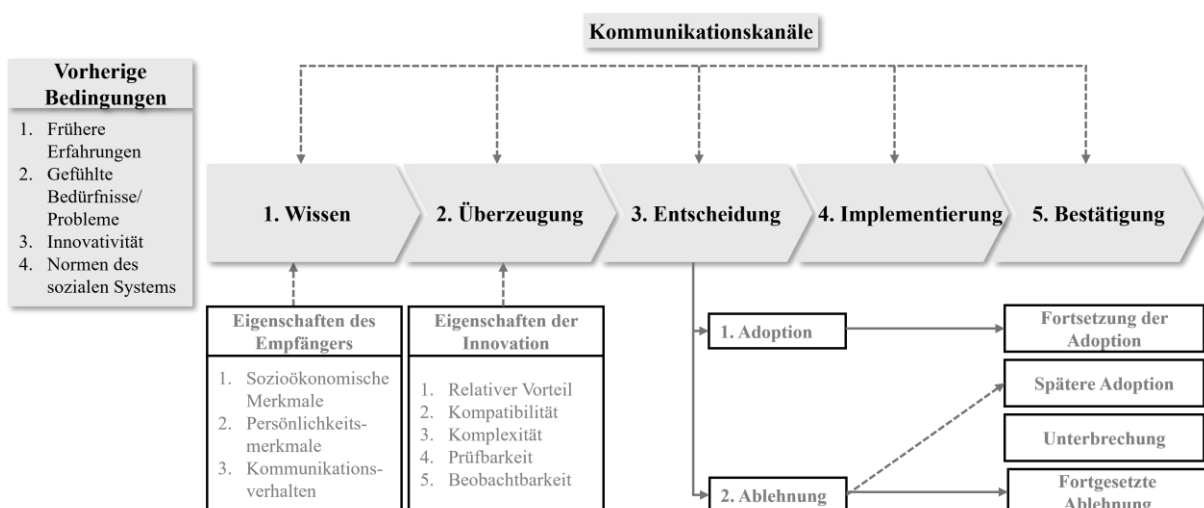 Kommunikationskanäle
Vorherige
Bedingungen
1. Frühere
Erfahrungen
2. Gefühlte
Bedürfnisse/
Probleme
3. Innovativität
4. Normen des
sozialen Systems
1. Wissen
2. Überzeugung
3. Entscheidung
4. Implementierung
5. Bestätigung
Eigenschaften des
Empfängers
1. Sozioökonomische
Merkmale
2. Persönlichkeits-
merkmale
3. Kommunikations-
verhalten
Eigenschaften der
Innovation
1. Relativer Vorteil
2. Kompatibilität
3. Komplexität
4. Prüfbarkeit
5. Beobachtbarkeit
1. Adoption
2. Ablehnung
Fortsetzung der
Adoption
Spätere Adoption
Unterbrechung
Fortgesetzte
Ablehnung